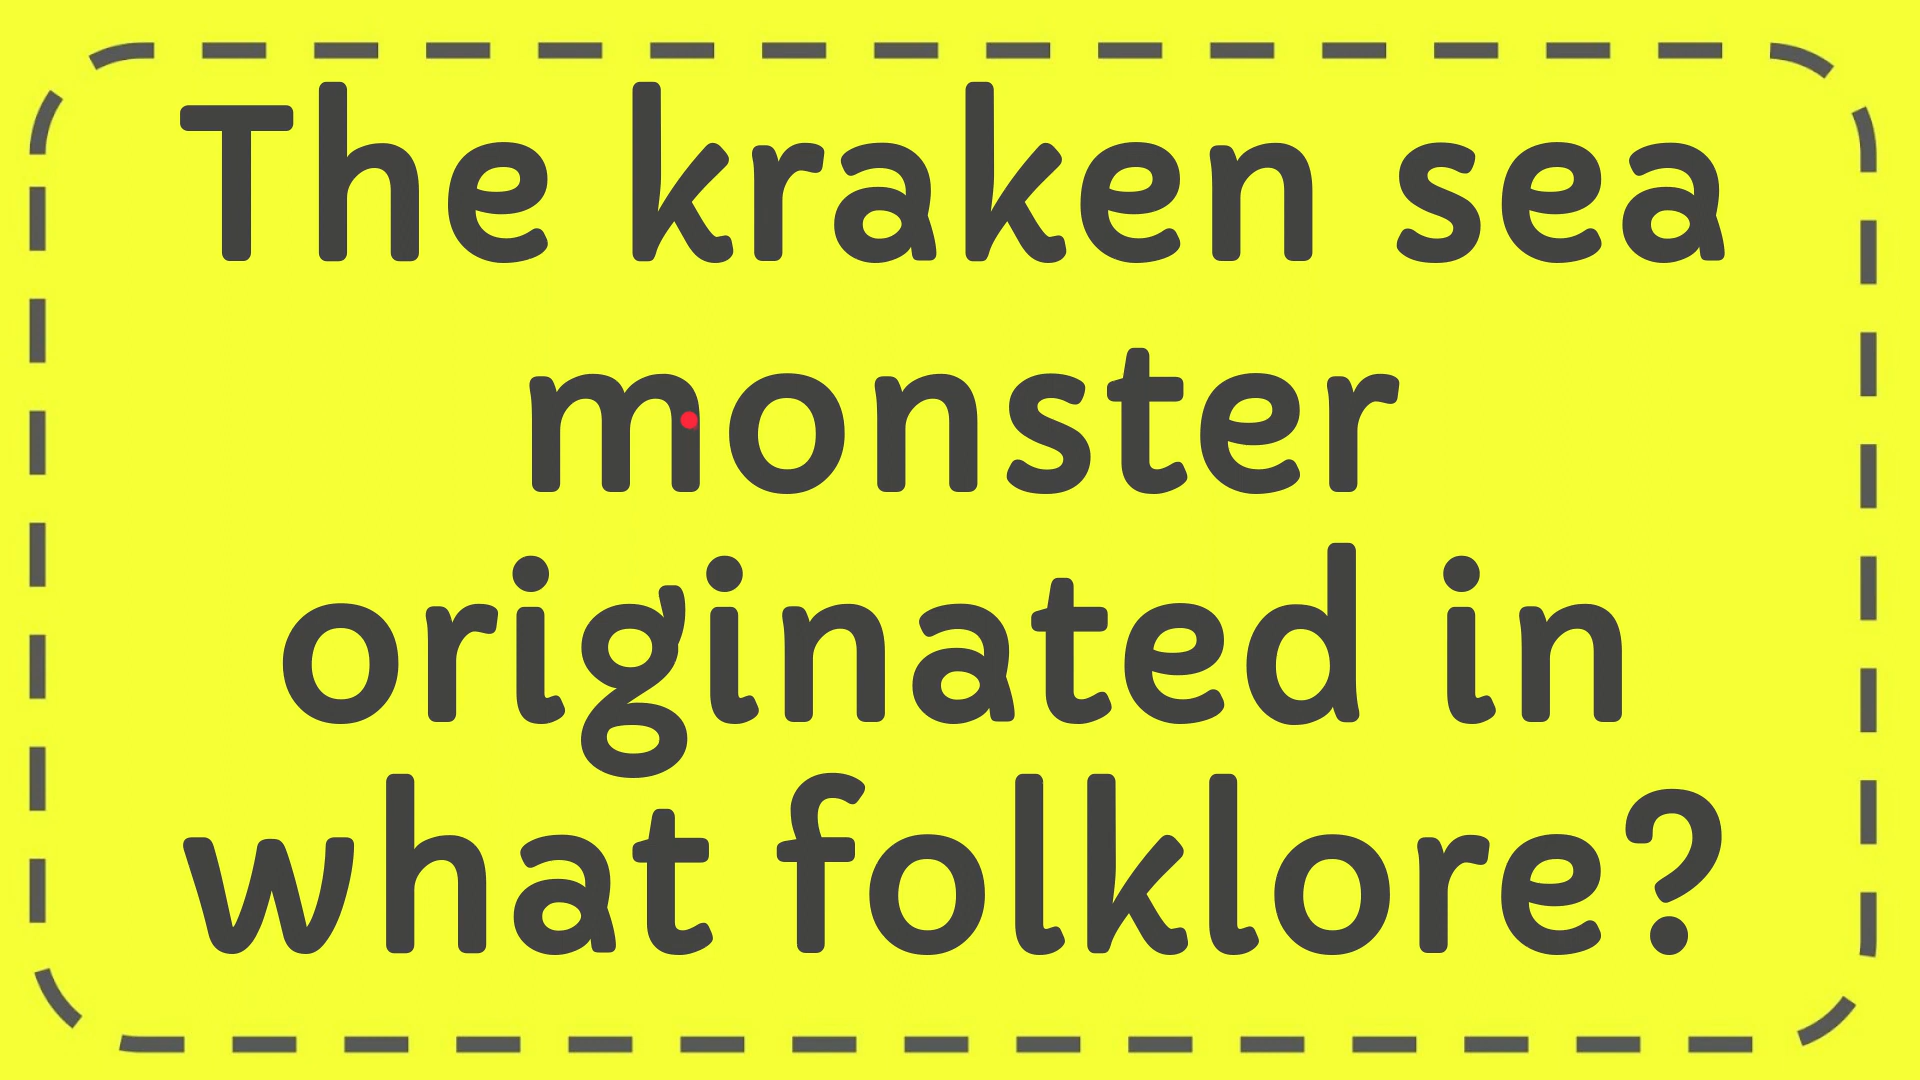 The kraken sea
monster
originated in
what folklore?